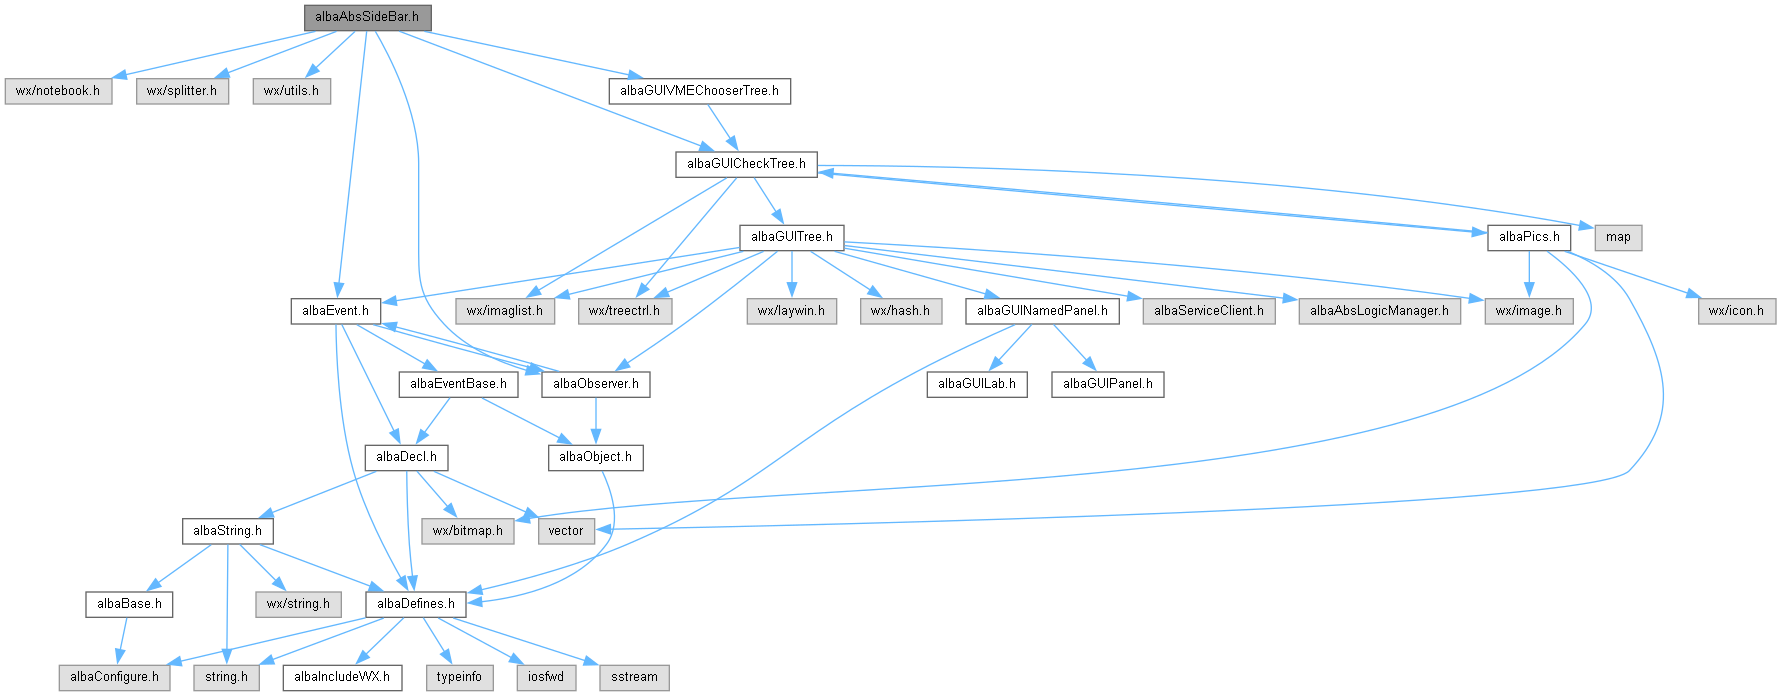 albaAbsSideBar.h
wx/notebook.h
wx/splitter.h
wx/utils.h
albaGUIVMEChooserTree.h
albaGUICheckTree.h
albaGUITree.h
albaPics.h
map
albaEvent.h
wx/imaglist.h
wx/treectrl.h
wx/laywin.h
wx/hash.h
albaGUINamedPanel.h
albaServiceClient.h
albaAbsLogicManager.h
wx/image.h
wx/icon.h
albaEventBase.h
albaObserver.h
albaGUILab.h
albaGUIPanel.h
albaDecl.h
albaObject.h
albaString.h
wx/bitmap.h
vector
albaBase.h
wx/string.h
albaDefines.h
albaConfigure.h
string.h
albaIncludeWX.h
typeinfo
iosfwd
sstream